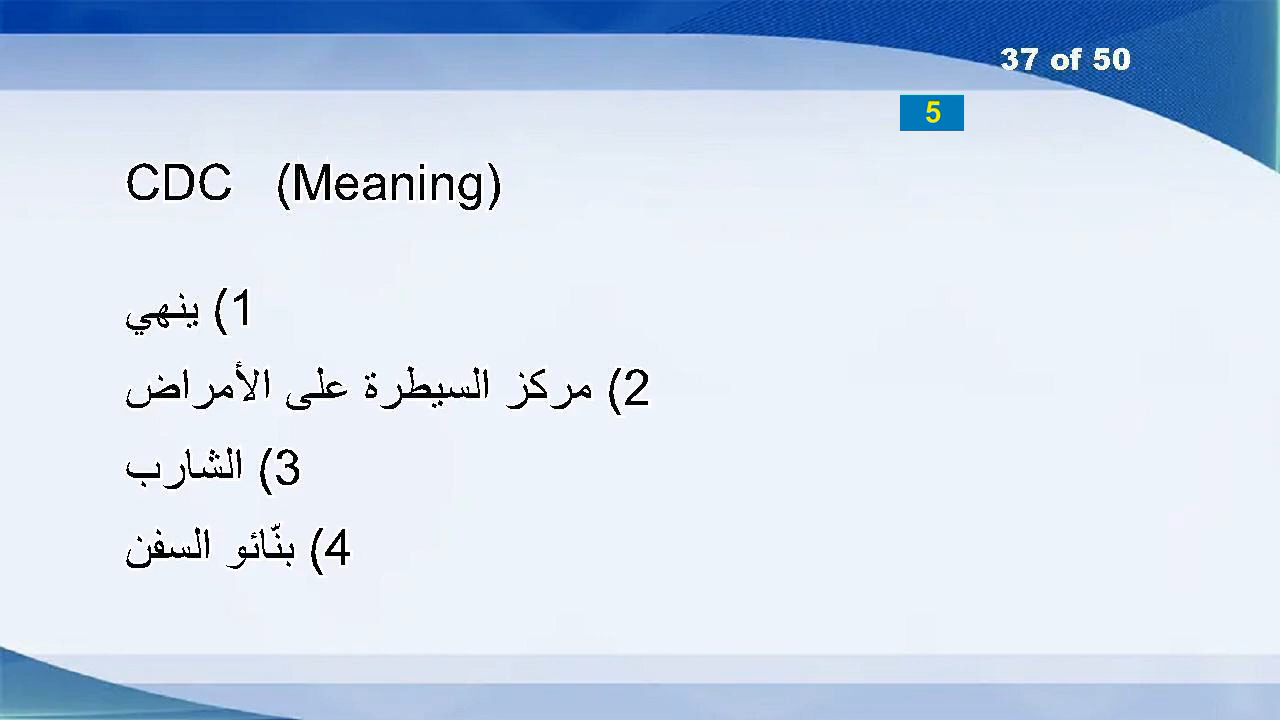 37 of 50
5
CDC (Meaning)
1) ينهي
2) مركز السيطرة على الأمراض
3) الشارب
4) بنّائو السفن